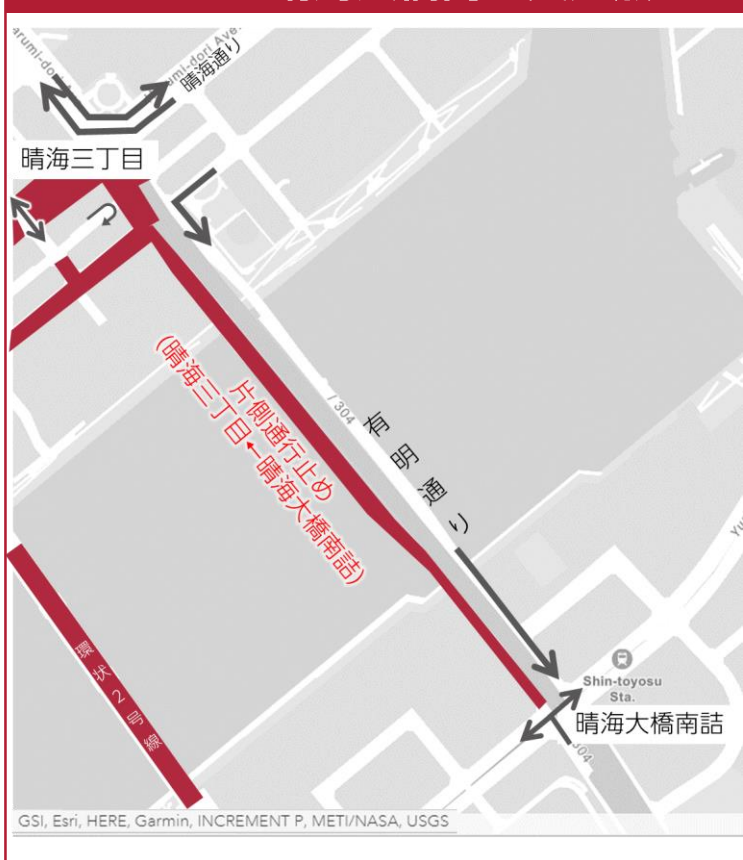 晴海通り
晴海三丁目
片側通行止め
(晴海三丁目←晴海大橋南詰)
304
有明通り
環状2号線
Shin-toyosu
Sta.
晴海大橋南詰
304
GSI, Esri, HERE, Garmin, INCREMENT P, METI/NASA, USGS